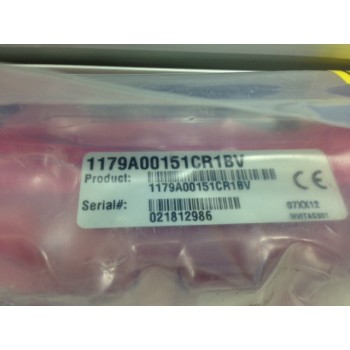 1179A00151CR1BV
Product:
1179A00151CR1BV
Serial#:
021812986
CE
07XX12